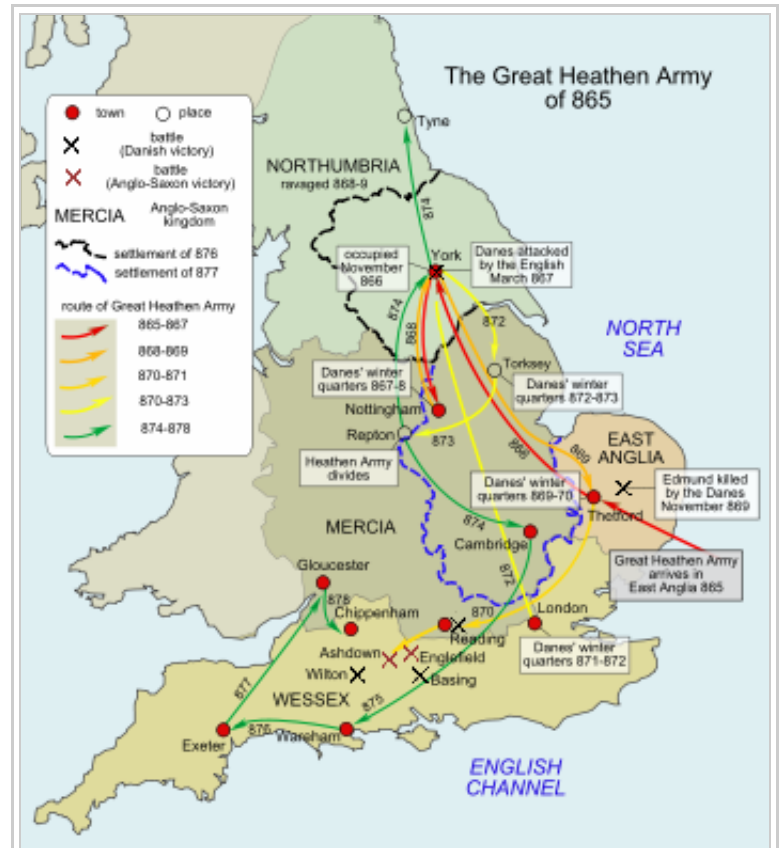 The Great Heathen Army
of 865
town
place
battle
(Danish victory)
battle
(Anglo-Saxon victory)
MERCIA
Anglo-Saxon
kingdom
settlement of 876
settlement of 877
route of Great Heathen Army
865-867
868-869
870-871
870-873
874-878
Tyne
NORTHUMBRIA
ravaged 868-9
874
occupied
November
866
York
Danes attacked
by the English
March 867
874
868
872
NORTH
SEA
Torksey
Danes' winter
quarters 867-8
Danes' winter
quarters 872-873
Nottingham
Repton
873
866
869
EAST
ANGLIA
Heathen Army
divides
Danes' winter
quarters 869-70
Edmund killed
by the Danes
November 869
Thetford
MERCIA
874
Cambridge
872
Great Heathen Army
arrives in
East Anglia 865
Gloucester
878
Chippenham
870
London
Reading
Ashdown
Englefield
Danes' winter
quarters 871-872
Wilton
Basing
WESSEX
877
875
876
Exeter
Wareham
ENGLISH
CHANNEL